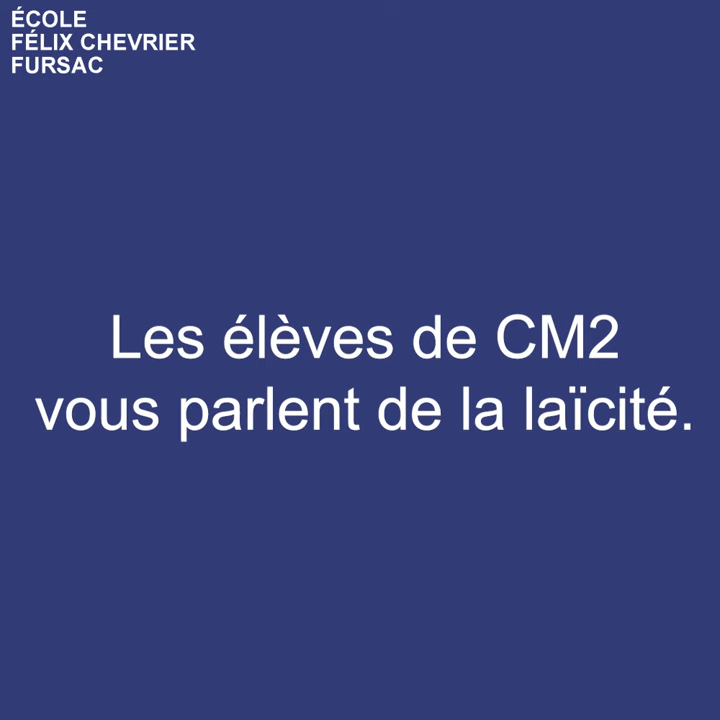 ÉCOLE
FÉLIX CHEVRIER
FURSAC
Les élèves de CM2
vous parlent de la laïcité.